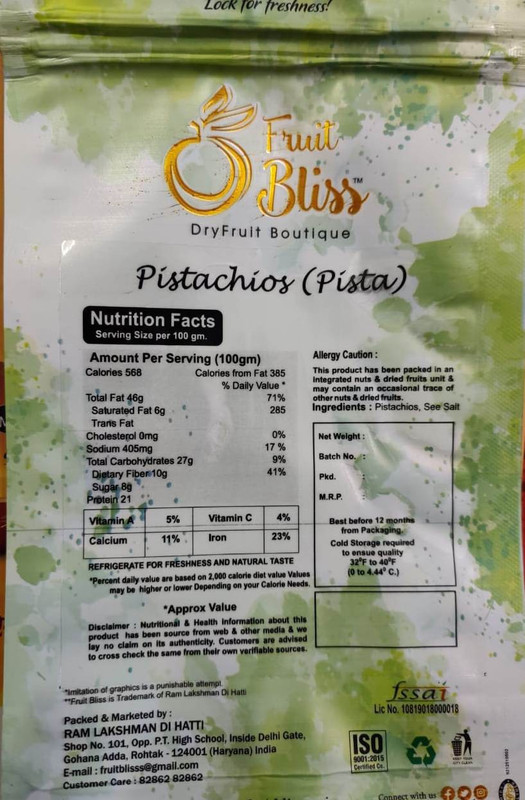 Lock for freshness!
Fruit
Bliss™
DryFruit Boutique
Pistachios (Pista)
Nutrition Facts
Serving Size per 100 gm.
Amount Per Serving (100gm)
Calories 568 Calories from Fat 385
% Daily Value *
Total Fat 46g 71%
Saturated Fat 6g 285
Trans Fat
Cholesterol 0mg 0%
Sodium 405mg 17 %
Total Carbohydrates 27g 9%
Dietary Fiber 10g 41%
Sugar 8g
Protein 21
Vitamin A 5% Vitamin C 4%
Calcium 11% Iron 23%
REFRIGERATE FOR FRESHNESS AND NATURAL TASTE
*Percent daily value are based on 2,000 calorie diet value Values
may be higher or lower Depending on your Calorie Needs
*Approx Value
Disclaimer : Nutritional & Health information about this
product has been source from web & other media & we
lay no claim on its authenticity. Customers are advised
to cross check the same from their own verifiable sources.
Allergy Caution :
This product has been packed in an
integrated nuts & dried fruits unit &
may contain an occasional trace of
other nuts & dried fruits.
Ingredients : Pistachios, See Salt
Net Weight :
Batch No. :
Pkd. :
M.R.P. :
Best before 12 months
from Packaging.
Cold Storage required
to ensue quality
32°F to 40°F
(0 to 4.44° C.)
*Imitation of graphics is a punishable attempt.
**Fruit Bliss is Trademark of Ram Lakshman Di Hatti
Packed & Marketed by :
RAM LAKSHMAN DI HATTI
Shop No. 101, Opp. P.T. High School, Inside Delhi Gate,
Gohana Adda, Rohtak - 124001 (Haryana) India
E-mail : fruitblisss@gmail.com
Customer Care : 82862 82862
fssai
Lic No. 10819018000018
ISO
9001:2015
Certified Co.
KEEP YOUR
CITY CLEAN
Connect with us